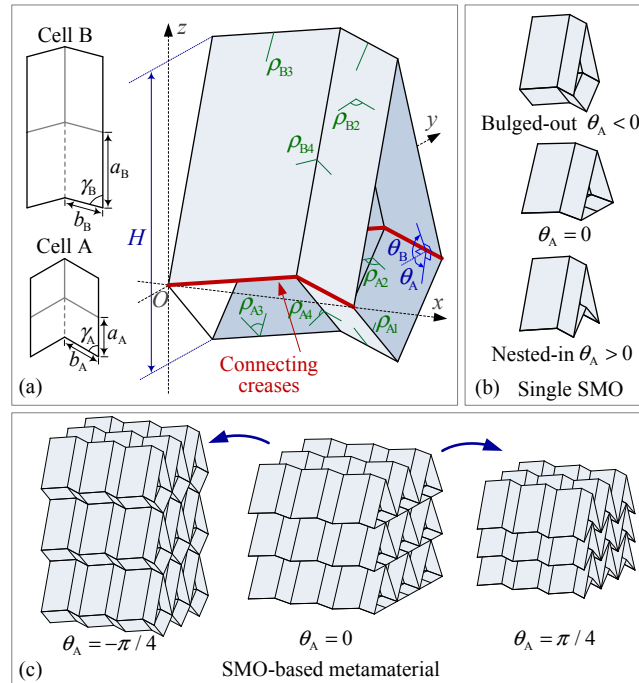 Cell B
a_B
γ_B
b_B
Cell A
a_A
γ_A
b_A
(a)
z
H
O
y
x
ρ_B3
ρ_B2
ρ_B4
θ_B
θ_A
ρ_A2
ρ_A3
ρ_A4
ρ_A1
Connecting
creases
Bulged-out θ_A < 0
θ_A = 0
Nested-in θ_A > 0
(b) Single SMO
θ_A = −π / 4
θ_A = 0
θ_A = π / 4
(c) SMO-based metamaterial